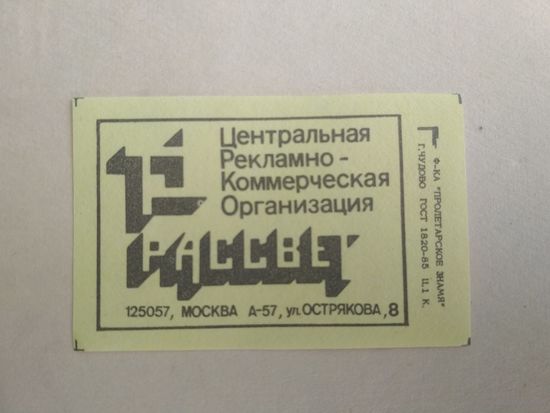 Центральная
Рекламно-
Коммерческая
Организация
РАССВЕТ
125057, МОСКВА А-57, ул. ОСТРЯКОВА, 8
Ф-КА "ПРОЛЕТАРСКОЕ ЗНАМЯ"
Г. ЧУДОВО ГОСТ 1820-85 Ц.1 К.